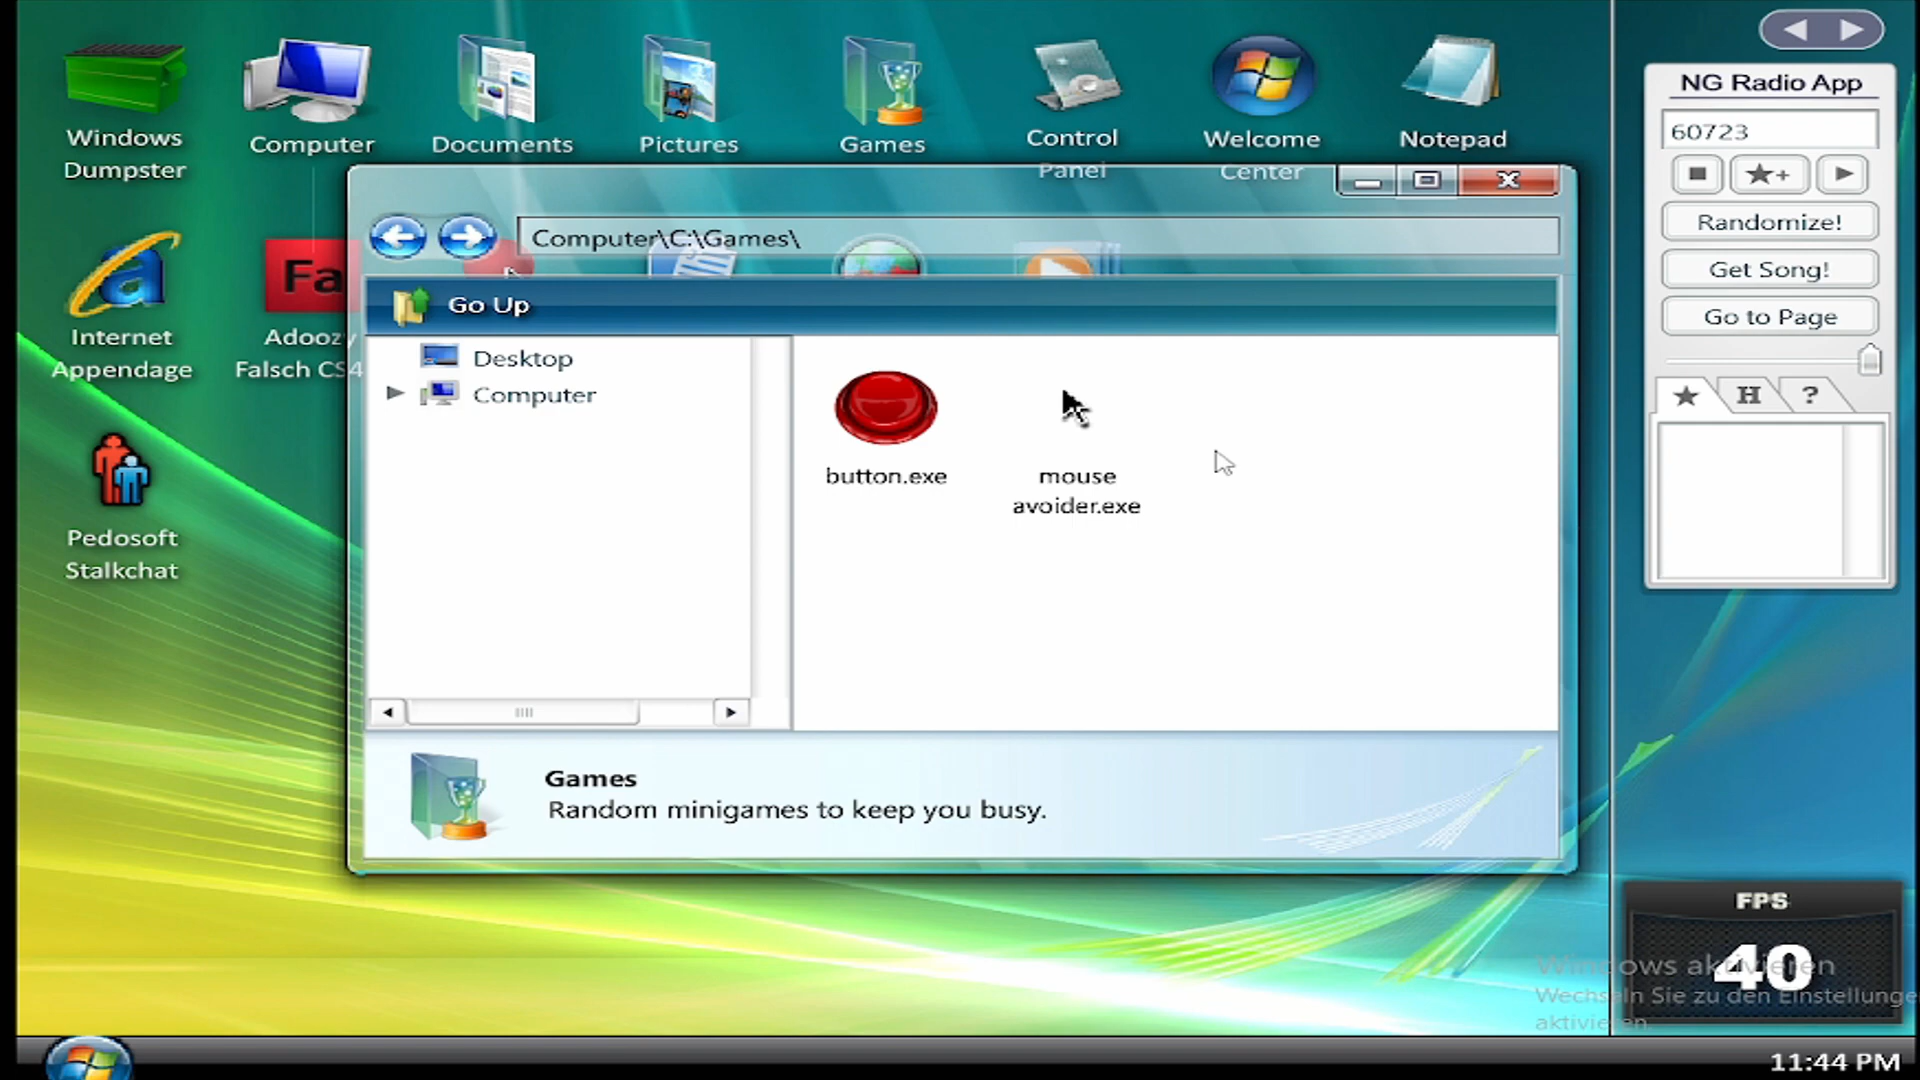 Windows
Dumpster
Computer
Documents
Pictures
Games
Control
Panel
Welcome
Center
Notepad
NG Radio App
60723
Randomize!
Get Song!
Go to Page
H
?
Internet
Appendage
Fa
Adoozy
Falsch CS4
Pedosoft
Stalkchat
Computer\C:\Games\
Go Up
Desktop
Computer
button.exe
mouse
avoider.exe
Games
Random minigames to keep you busy.
FPS
40
Windows aktivieren
Wechseln Sie zu den Einstellunge
aktivieren
11:44 PM